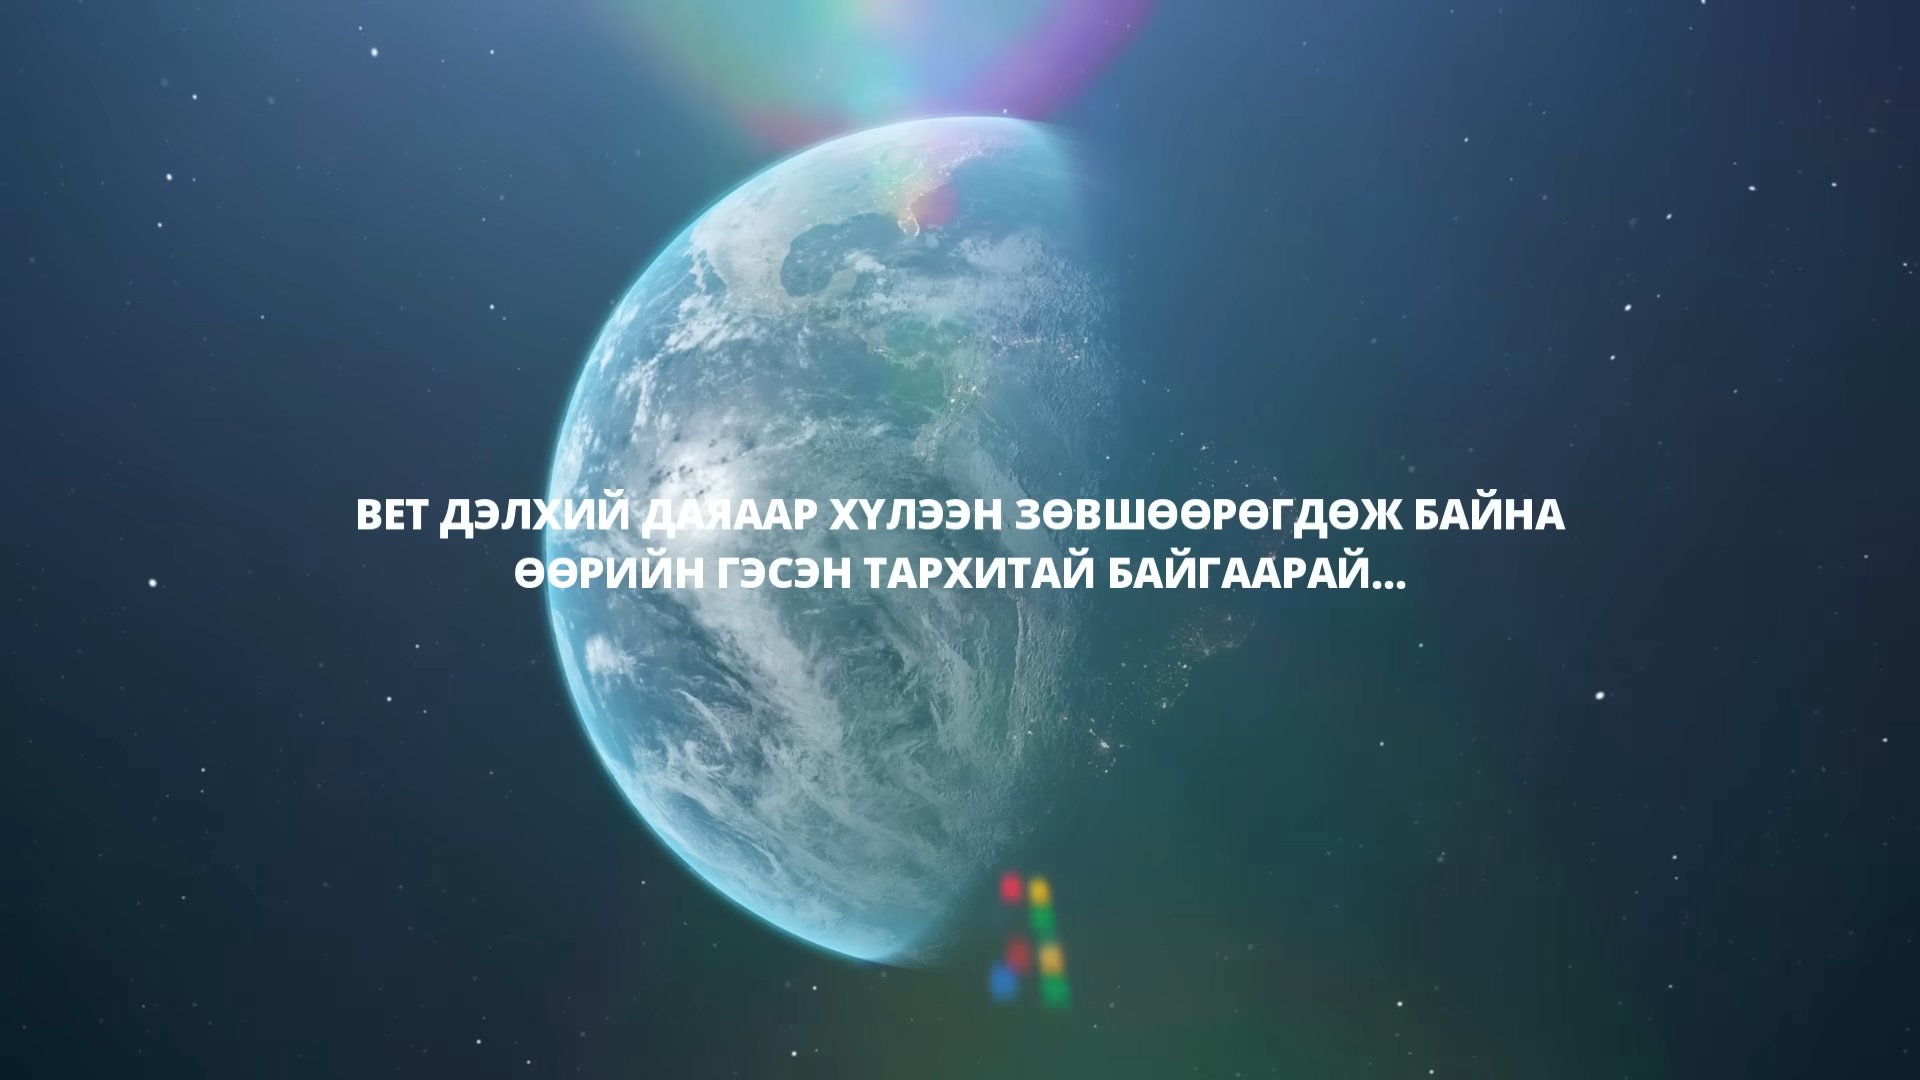 ВЕТ ДЭЛХИЙ ДАЯААР ХҮЛЭЭН ЗӨВШӨӨРӨГДӨЖ БАЙНА
ӨӨРИЙН ГЭСЭН ТАРХИТАЙ БАЙГААРАЙ...